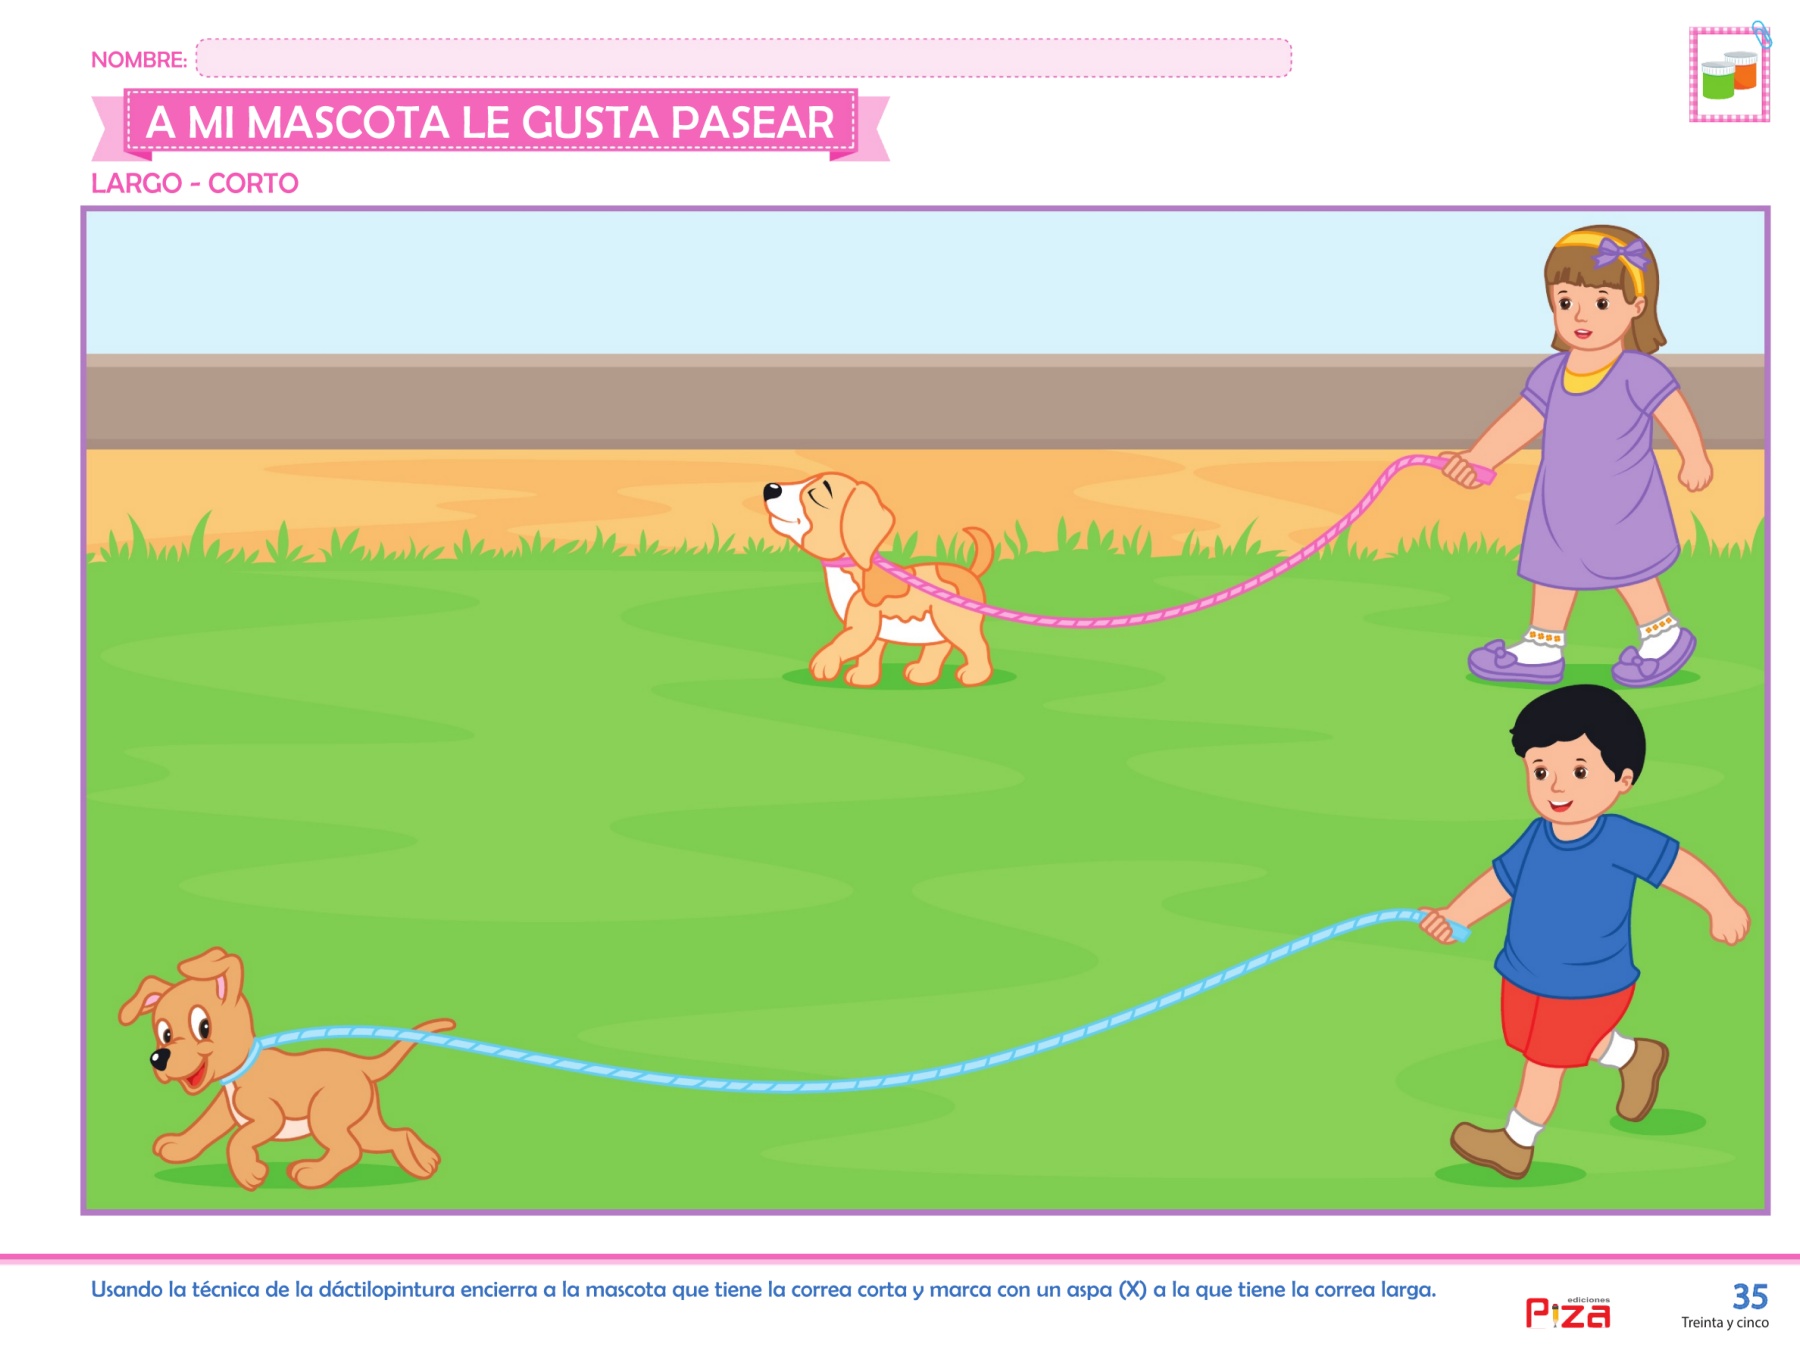 NOMBRE:
A MI MASCOTA LE GUSTA PASEAR
LARGO - CORTO
Usando la técnica de la dáctilopintura encierra a la mascota que tiene la correa corta y marca con un aspa (X) a la que tiene la correa larga.
ediciones
Piza
35
Treinta y cinco